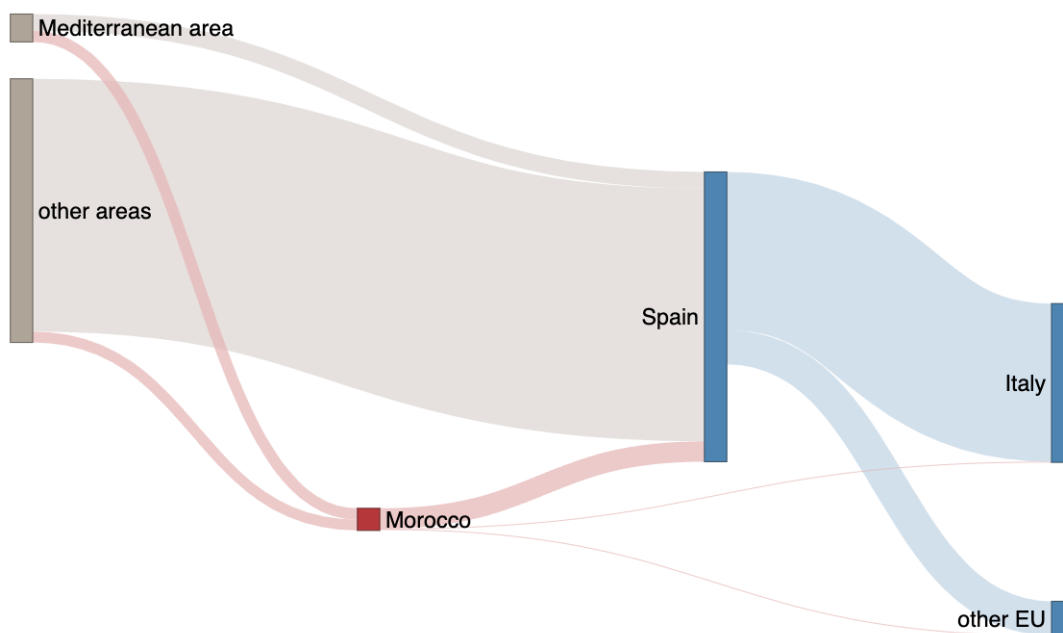 Mediterranean area
other areas
Spain
Italy
Morocco
other EU